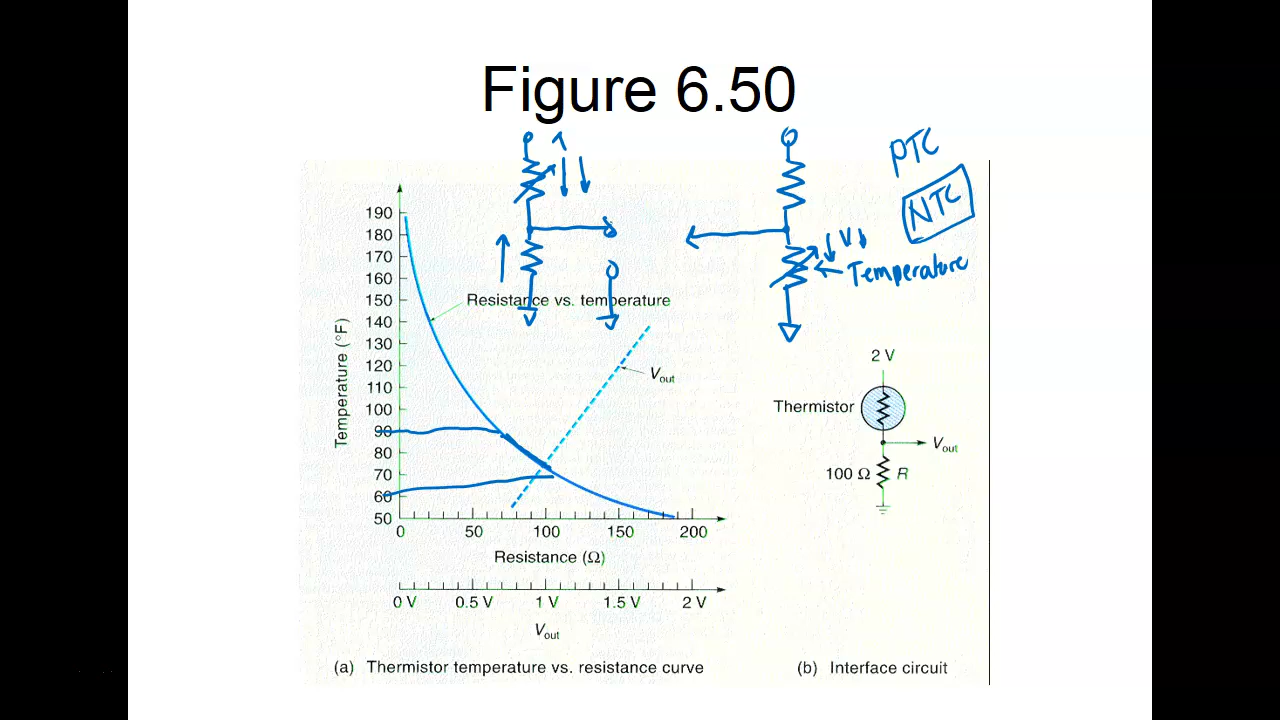 Figure 6.50
PTC
NTC
V
Temperature
190
180
170
160
150
140
130
120
110
100
90
80
70
60
50
Temperature (°F)
Resistance vs. temperature
Vout
0 50 100 150 200
Resistance (Ω)
0 V 0.5 V 1 V 1.5 V 2 V
Vout
(a) Thermistor temperature vs. resistance curve
2 V
Thermistor
Vout
100 Ω R
(b) Interface circuit